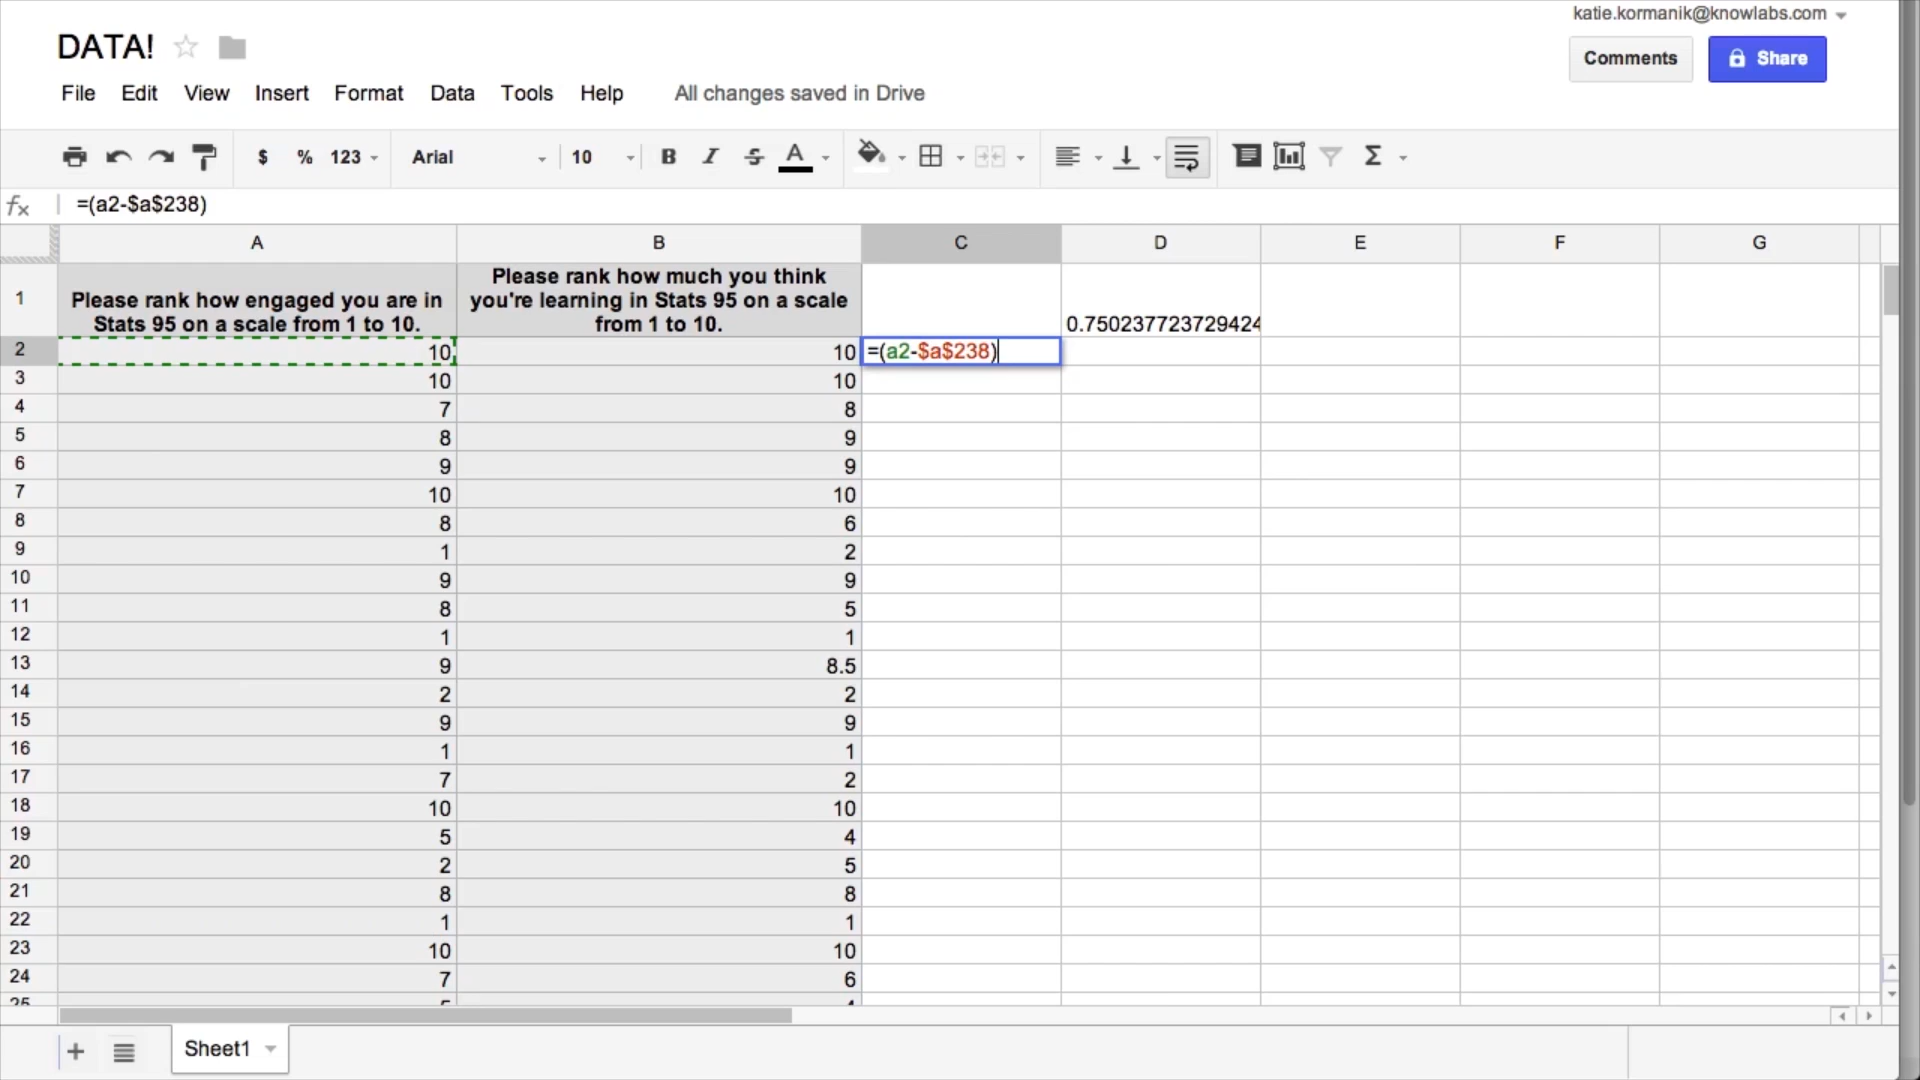 katie.kormanik@knowlabs.com
DATA!
Comments
Share
File Edit View Insert Format Data Tools Help All changes saved in Drive
$ % 123 Arial 10 B I S A Σ
fx =(a2-$a$238)
A B C D E F G
1 Please rank how engaged you are in Stats 95 on a scale from 1 to 10. Please rank how much you think you're learning in Stats 95 on a scale from 1 to 10. 0.750237723729424
2 10 10 =(a2-$a$238)
3 10 10
4 7 8
5 8 9
6 9 9
7 10 10
8 8 6
9 1 2
10 9 9
11 8 5
12 1 1
13 9 8.5
14 2 2
15 9 9
16 1 1
17 7 2
18 10 10
19 5 4
20 2 5
21 8 8
22 1 1
23 10 10
24 7 6
25
Sheet1